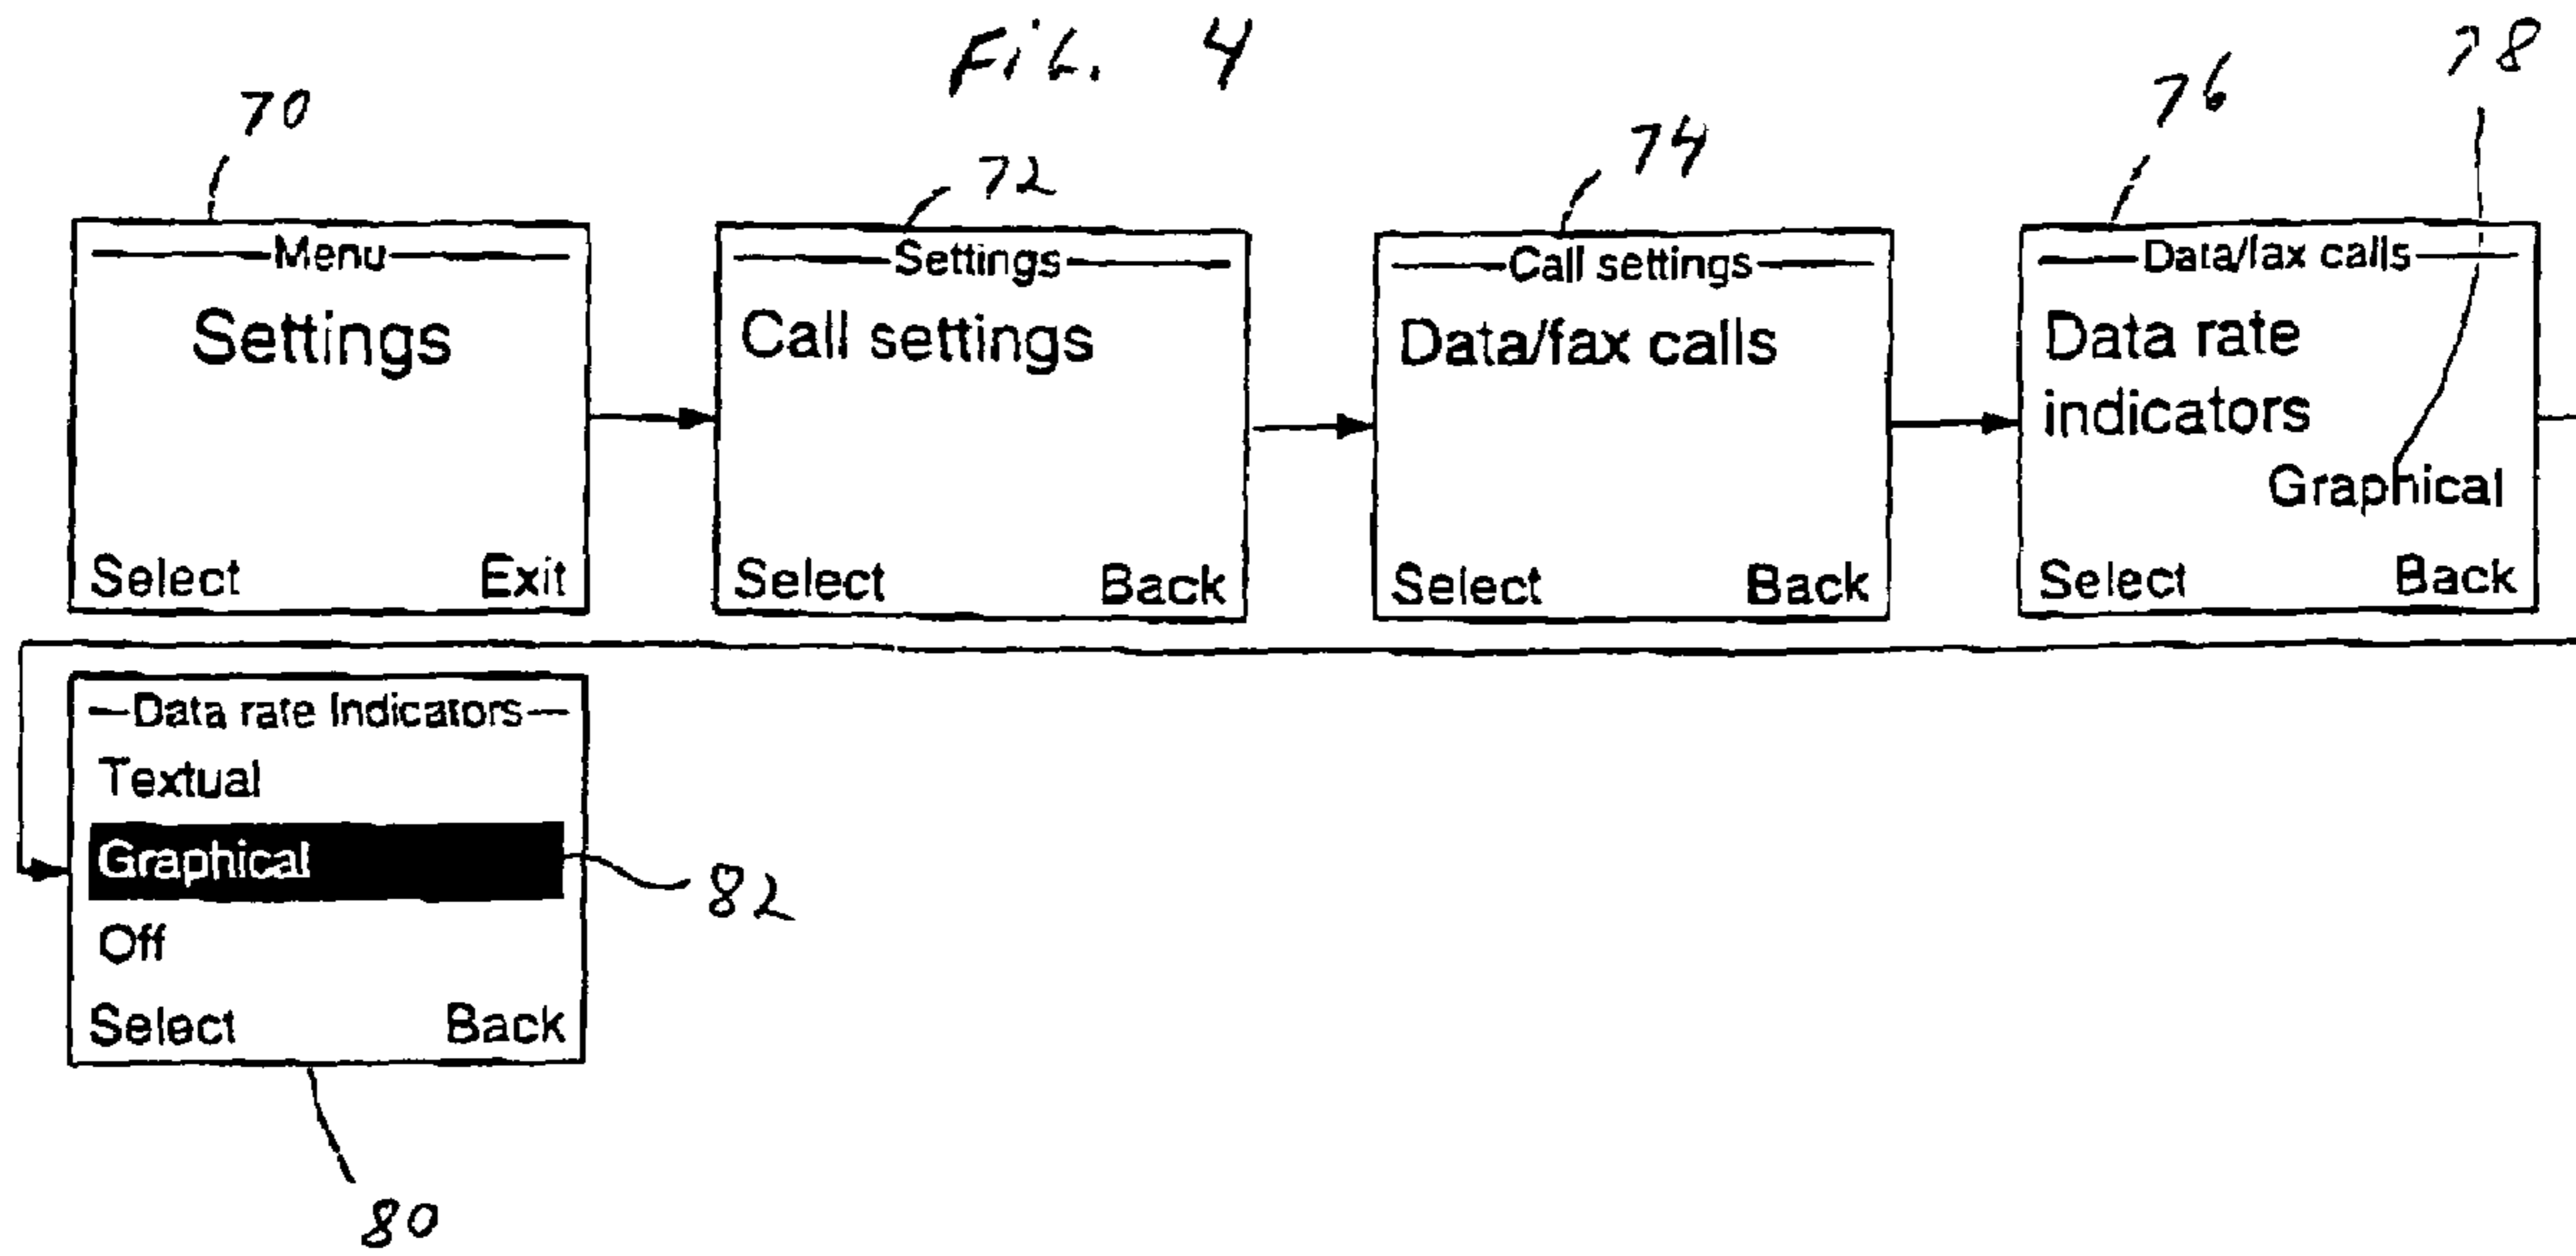 FiG. 4
70
72
74
76
78
Menu
Settings
Select Exit
Settings
Call settings
Select Back
Call settings
Data/fax calls
Select Back
Data/fax calls
Data rate
indicators
Graphical
Select Back
Data rate Indicators
Textual
Graphical
Off
Select Back
82
80